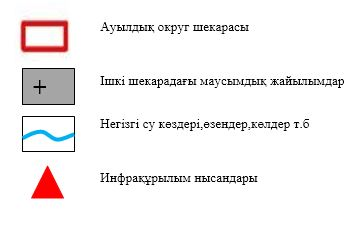 Ауылдық округ шекарасы
+ Ішкі шекарадағы маусымдық жайылымдар
Негізгі су көздері,өзендер,көлдер т.б
Инфрақұрылым нысандары